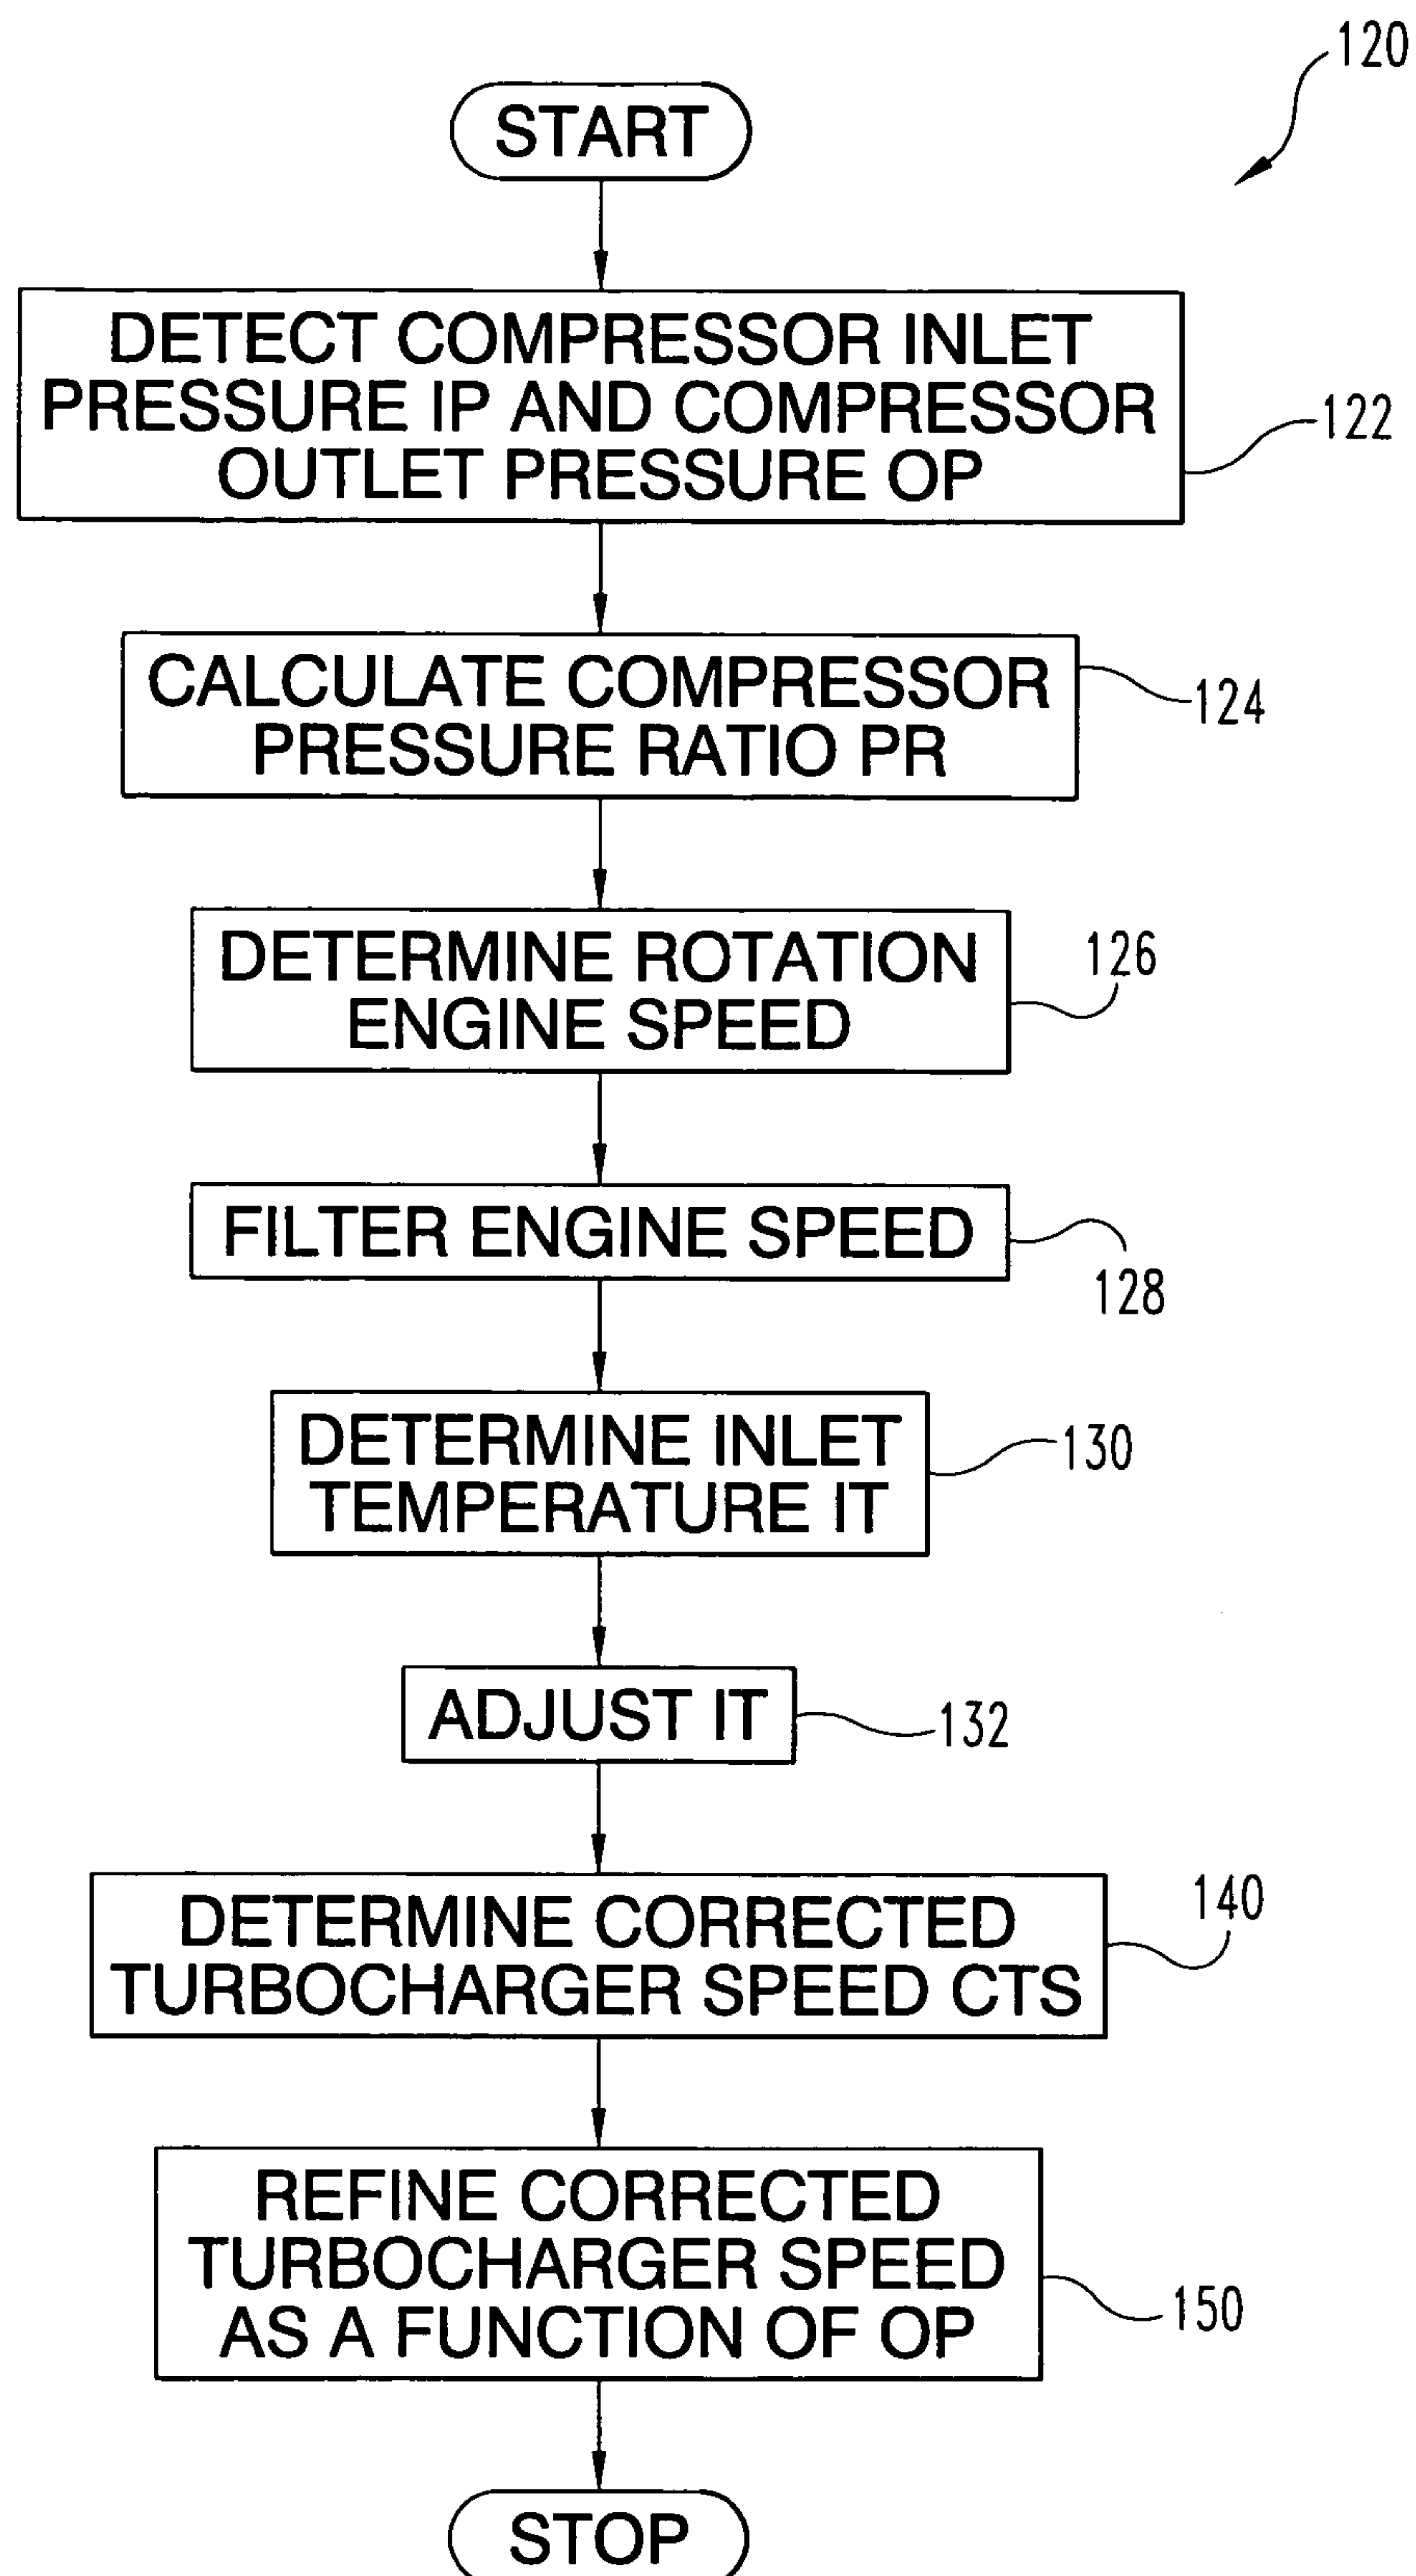 120
START
DETECT COMPRESSOR INLET
PRESSURE IP AND COMPRESSOR
OUTLET PRESSURE OP
122
CALCULATE COMPRESSOR
PRESSURE RATIO PR
124
DETERMINE ROTATION
ENGINE SPEED
126
FILTER ENGINE SPEED
128
DETERMINE INLET
TEMPERATURE IT
130
ADJUST IT
132
DETERMINE CORRECTED
TURBOCHARGER SPEED CTS
140
REFINE CORRECTED
TURBOCHARGER SPEED
AS A FUNCTION OF OP
150
STOP